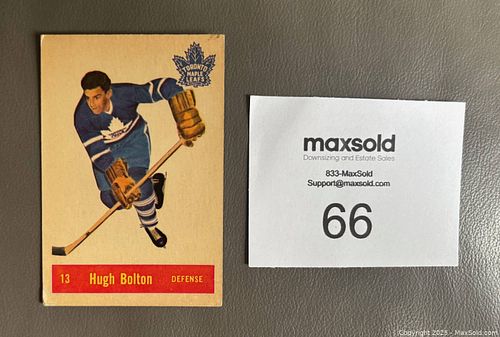 TORONTO
MAPLE
LEAFS
13 Hugh Bolton DEFENSE
maxsold
Downsizing and Estate Sales
833-MaxSold
Support@maxsold.com
66
Copyright 2025 - MaxSold.com